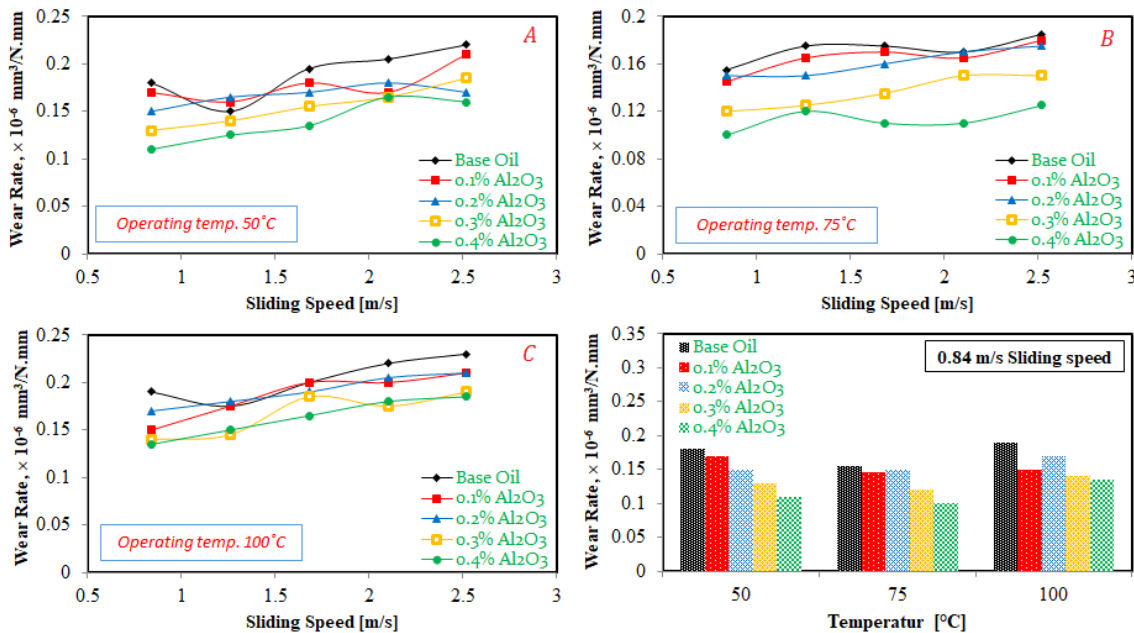 0.25
0.2
0.15
0.1
0.05
0
Wear Rate, × 10⁻⁶ mm³/N.mm
A
Base Oil
0.1% Al2O3
0.2% Al2O3
0.3% Al2O3
0.4% Al2O3
Operating temp. 50˚C
0.5 1 1.5 2 2.5 3
Sliding Speed [m/s]
0.2
0.16
0.12
0.08
0.04
0
Wear Rate, × 10⁻⁶ mm³/N.mm
B
Base Oil
0.1% Al2O3
0.2% Al2O3
0.3% Al2O3
0.4% Al2O3
Operating temp. 75˚C
0.5 1 1.5 2 2.5 3
Sliding Speed [m/s]
0.25
0.2
0.15
0.1
0.05
0
Wear Rate, × 10⁻⁶ mm³/N.mm
C
Base Oil
0.1% Al2O3
0.2% Al2O3
0.3% Al2O3
0.4% Al2O3
Operating temp. 100˚C
0.5 1 1.5 2 2.5 3
Sliding Speed [m/s]
0.35
0.3
0.25
0.2
0.15
0.1
0.05
0
Wear Rate, × 10⁻⁶ mm³/N.mm
Base Oil
0.1% Al2O3
0.2% Al2O3
0.3% Al2O3
0.4% Al2O3
0.84 m/s Sliding speed
50 75 100
Temperatur [°C]